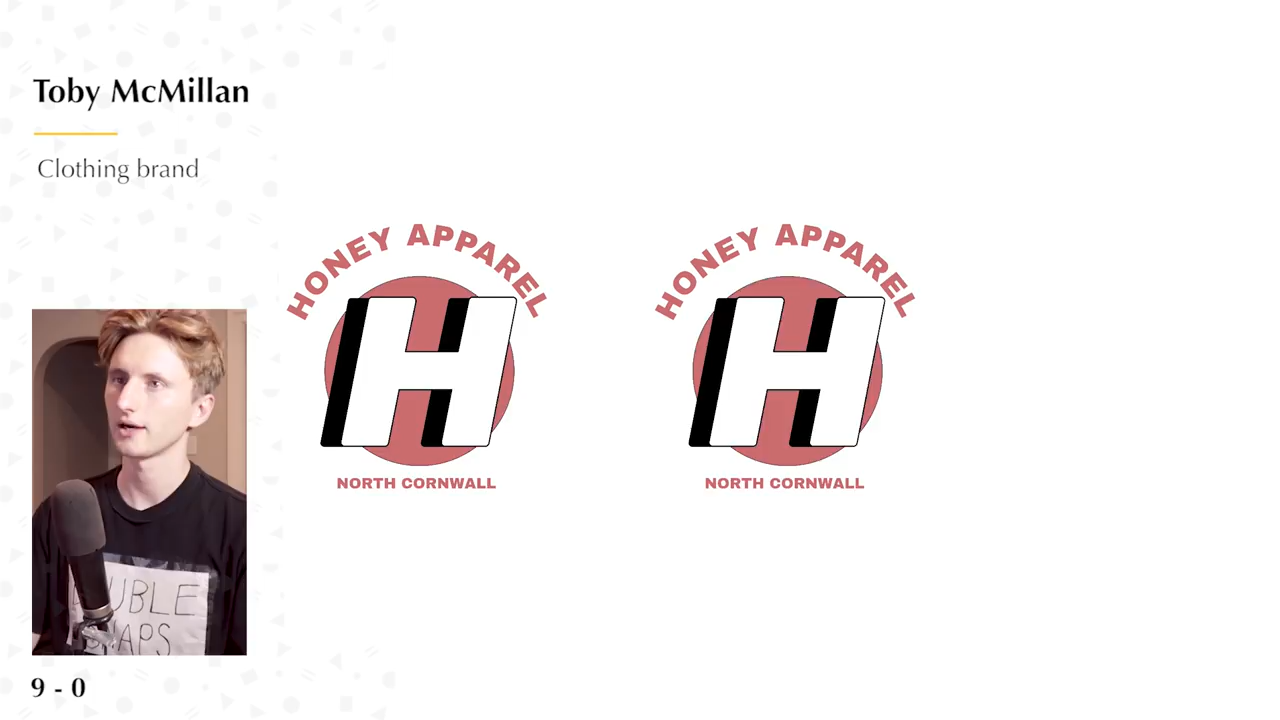 Toby McMillan
Clothing brand
HONEY APPAREL
H
NORTH CORNWALL
HONEY APPAREL
H
NORTH CORNWALL
9 - 0